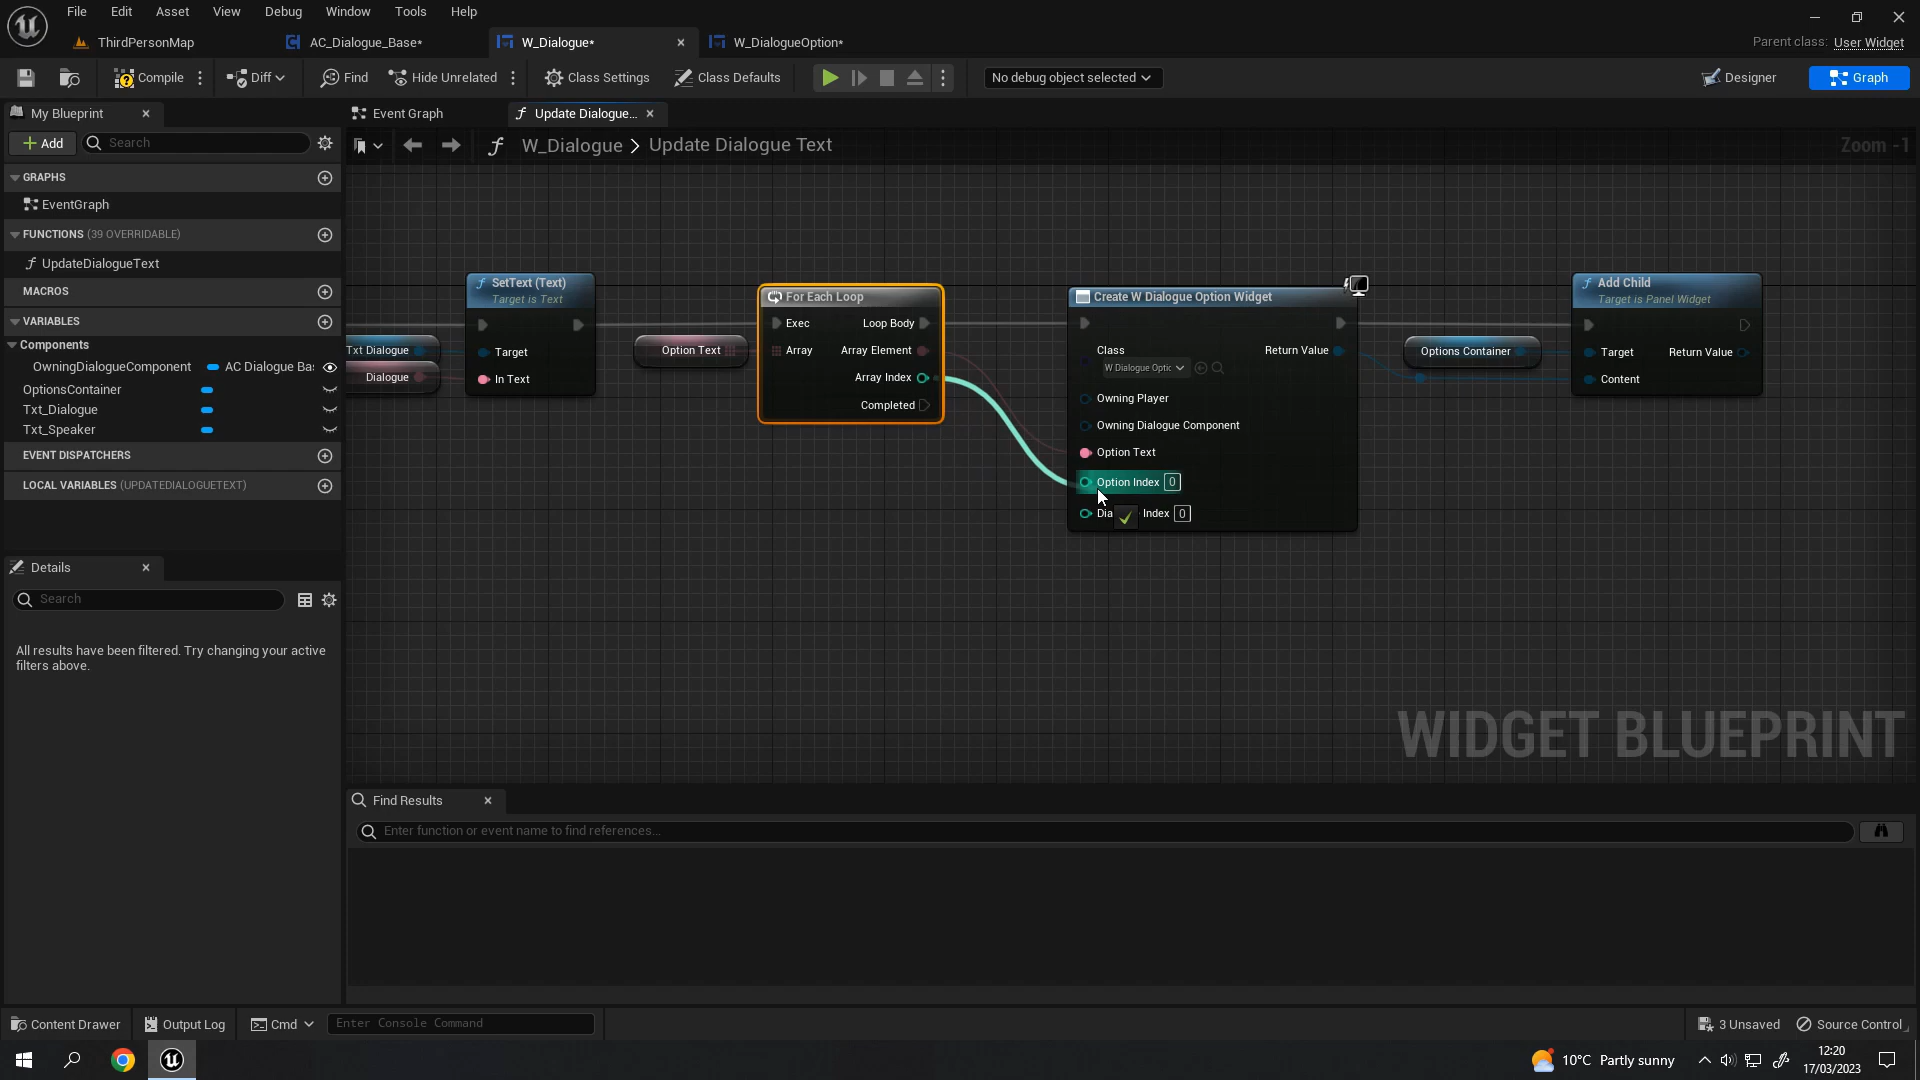 File Edit Asset View Debug Window Tools Help
ThirdPersonMap
AC_Dialogue_Base*
W_Dialogue*
W_DialogueOption*
Parent class: User Widget
Compile
Diff
Find
Hide Unrelated
Class Settings
Class Defaults
No debug object selected
Designer
Graph
My Blueprint
Event Graph
Update Dialogue...
Add
Search
W_Dialogue > Update Dialogue Text
Zoom -1
GRAPHS
EventGraph
FUNCTIONS (39 OVERRIDABLE)
UpdateDialogueText
MACROS
VARIABLES
Components
OwningDialogueComponent
AC Dialogue Ba
OptionsContainer
Txt_Dialogue
Txt_Speaker
EVENT DISPATCHERS
LOCAL VARIABLES (UPDATEDIALOGUETEXT)
Details
Search
All results have been filtered. Try changing your active
filters above.
Txt Dialogue
Dialogue
SetText (Text)
Target is Text
Target
In Text
Option Text
For Each Loop
Exec
Loop Body
Array
Array Element
Array Index
Completed
Create W Dialogue Option Widget
Class
Return Value
W Dialogue Optic
Owning Player
Owning Dialogue Component
Option Text
Option Index 0
Dia Index 0
Options Container
Add Child
Target is Panel Widget
Target
Return Value
Content
WIDGET BLUEPRINT
Find Results
Enter function or event name to find references...
Content Drawer
Output Log
Cmd
Enter Console Command
3 Unsaved
Source Control
10°C Partly sunny
12:20
17/03/2023